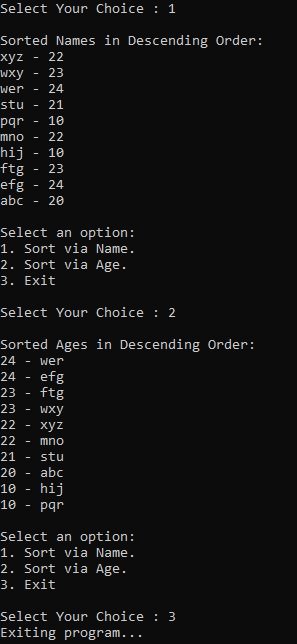 Select Your Choice : 1
Sorted Names in Descending Order:
xyz - 22
wxy - 23
wer - 24
stu - 21
pqr - 10
mno - 22
hij - 10
ftg - 23
efg - 24
abc - 20
Select an option:
1. Sort via Name.
2. Sort via Age.
3. Exit
Select Your Choice : 2
Sorted Ages in Descending Order:
24 - wer
24 - efg
23 - ftg
23 - wxy
22 - xyz
22 - mno
21 - stu
20 - abc
10 - hij
10 - pqr
Select an option:
1. Sort via Name.
2. Sort via Age.
3. Exit
Select Your Choice : 3
Exiting program...